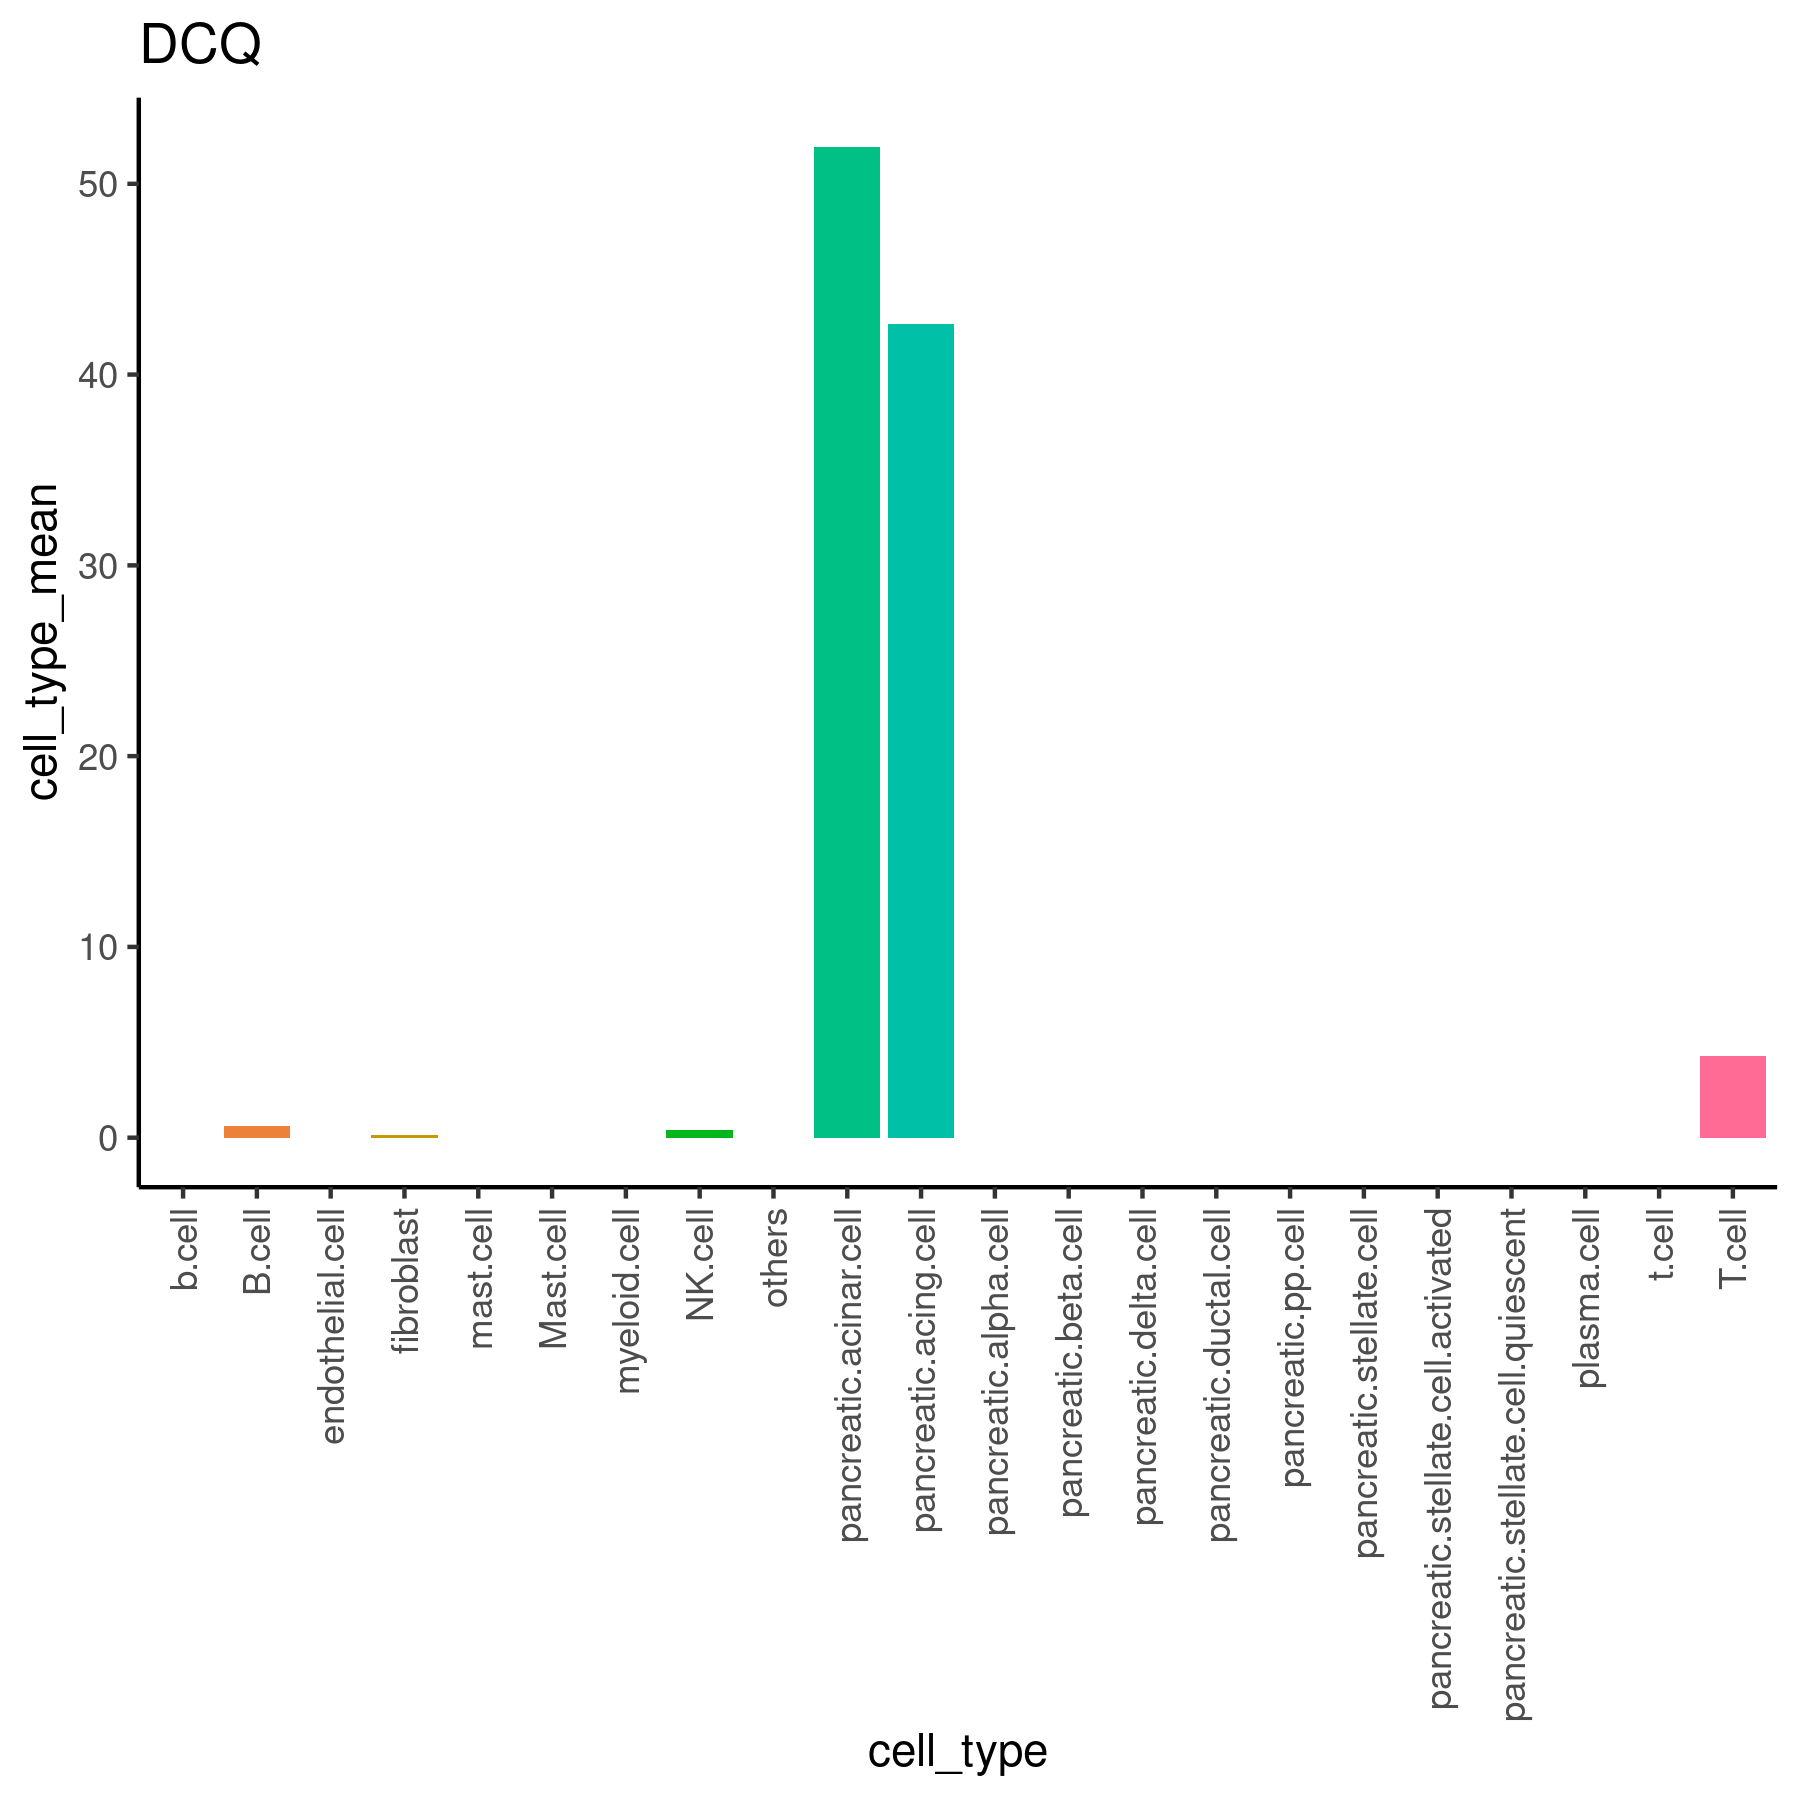 DCQ
cell_type_mean
50
40
30
20
10
0
b.cell
B.cell
endothelial.cell
fibroblast
mast.cell
Mast.cell
myeloid.cell
NK.cell
others
pancreatic.acinar.cell
pancreatic.acing.cell
pancreatic.alpha.cell
pancreatic.beta.cell
pancreatic.delta.cell
pancreatic.ductal.cell
pancreatic.pp.cell
pancreatic.stellate.cell
pancreatic.stellate.cell.activated
pancreatic.stellate.cell.quiescent
plasma.cell
t.cell
T.cell
cell_type